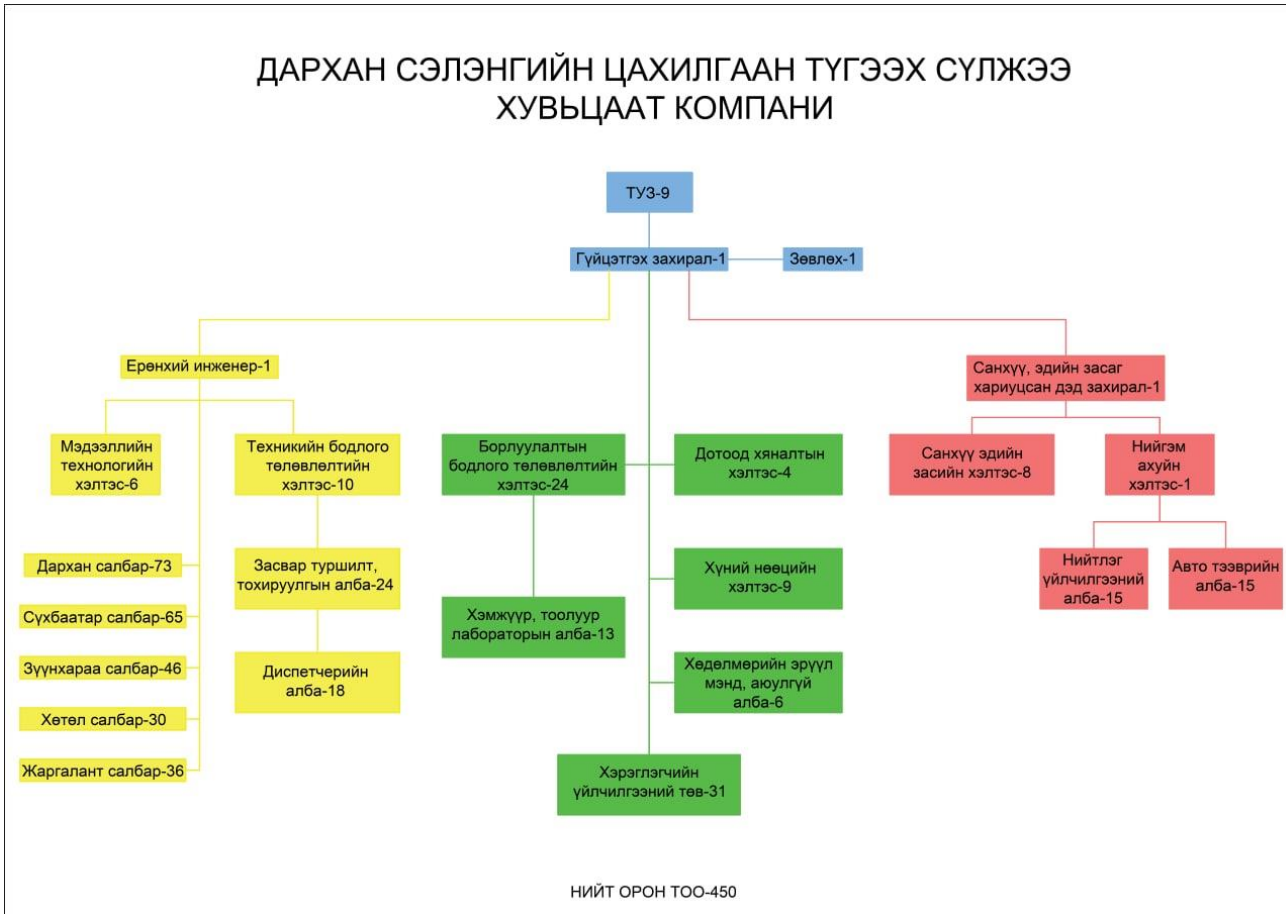 ДАРХАН СЭЛЭНГИЙН ЦАХИЛГААН ТҮГЭЭХ СҮЛЖЭЭ
ХУВЬЦААТ КОМПАНИ
ТУЗ-9
Гүйцэтгэх захирал-1
Зөвлөх-1
Ерөнхий инженер-1
Мэдээллийн
технологийн
хэлтэс-6
Техникийн бодлого
төлөвлөлтийн
хэлтэс-10
Дархан салбар-73
Сүхбаатар салбар-65
Зүүнхараа салбар-46
Хөтөл салбар-30
Жаргалант салбар-36
Засвар туршилт,
тохируулгын алба-24
Диспетчерийн
алба-18
Борлуулалтын
бодлого төлөвлөлтийн
хэлтэс-24
Хэмжүүр, тоолуур
лабораторын алба-13
Дотоод хяналтын
хэлтэс-4
Хүний нөөцийн
хэлтэс-9
Хөдөлмөрийн эрүүл
мэнд, аюулгүй
алба-6
Хэрэглэгчийн
үйлчилгээний төв-31
Санхүү, эдийн засаг
хариуцсан дэд захирал-1
Санхүү эдийн
засийн хэлтэс-8
Нийгэм
ахуйн
хэлтэс-1
Нийтлэг
үйлчилгээний
алба-15
Авто тээврийн
алба-15
НИЙТ ОРОН ТОО-450